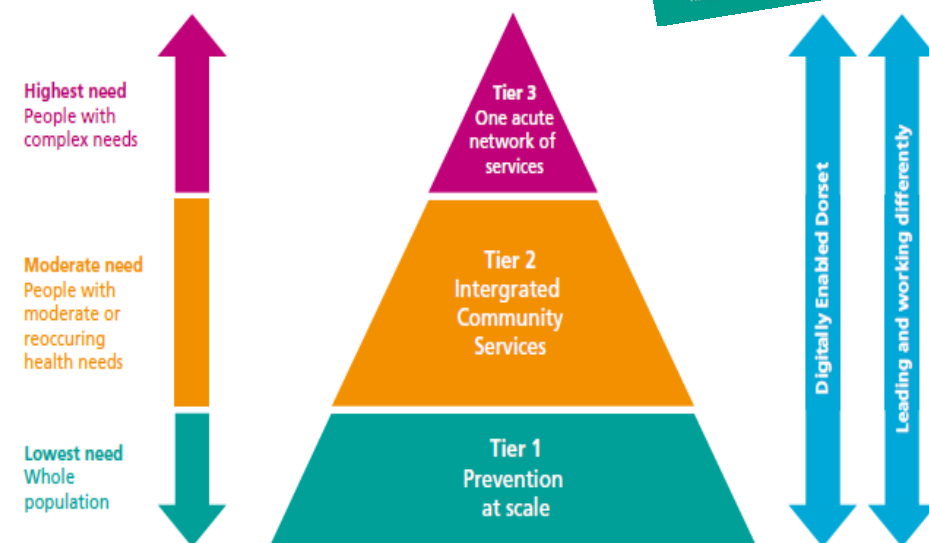 Highest need
People with
complex needs
Moderate need
People with
moderate or
reoccuring
health needs
Lowest need
Whole
population
Tier 3
One acute
network of
services
Tier 2
Intergrated
Community
Services
Tier 1
Prevention
at scale
Digitally Enabled Dorset
Leading and working differently